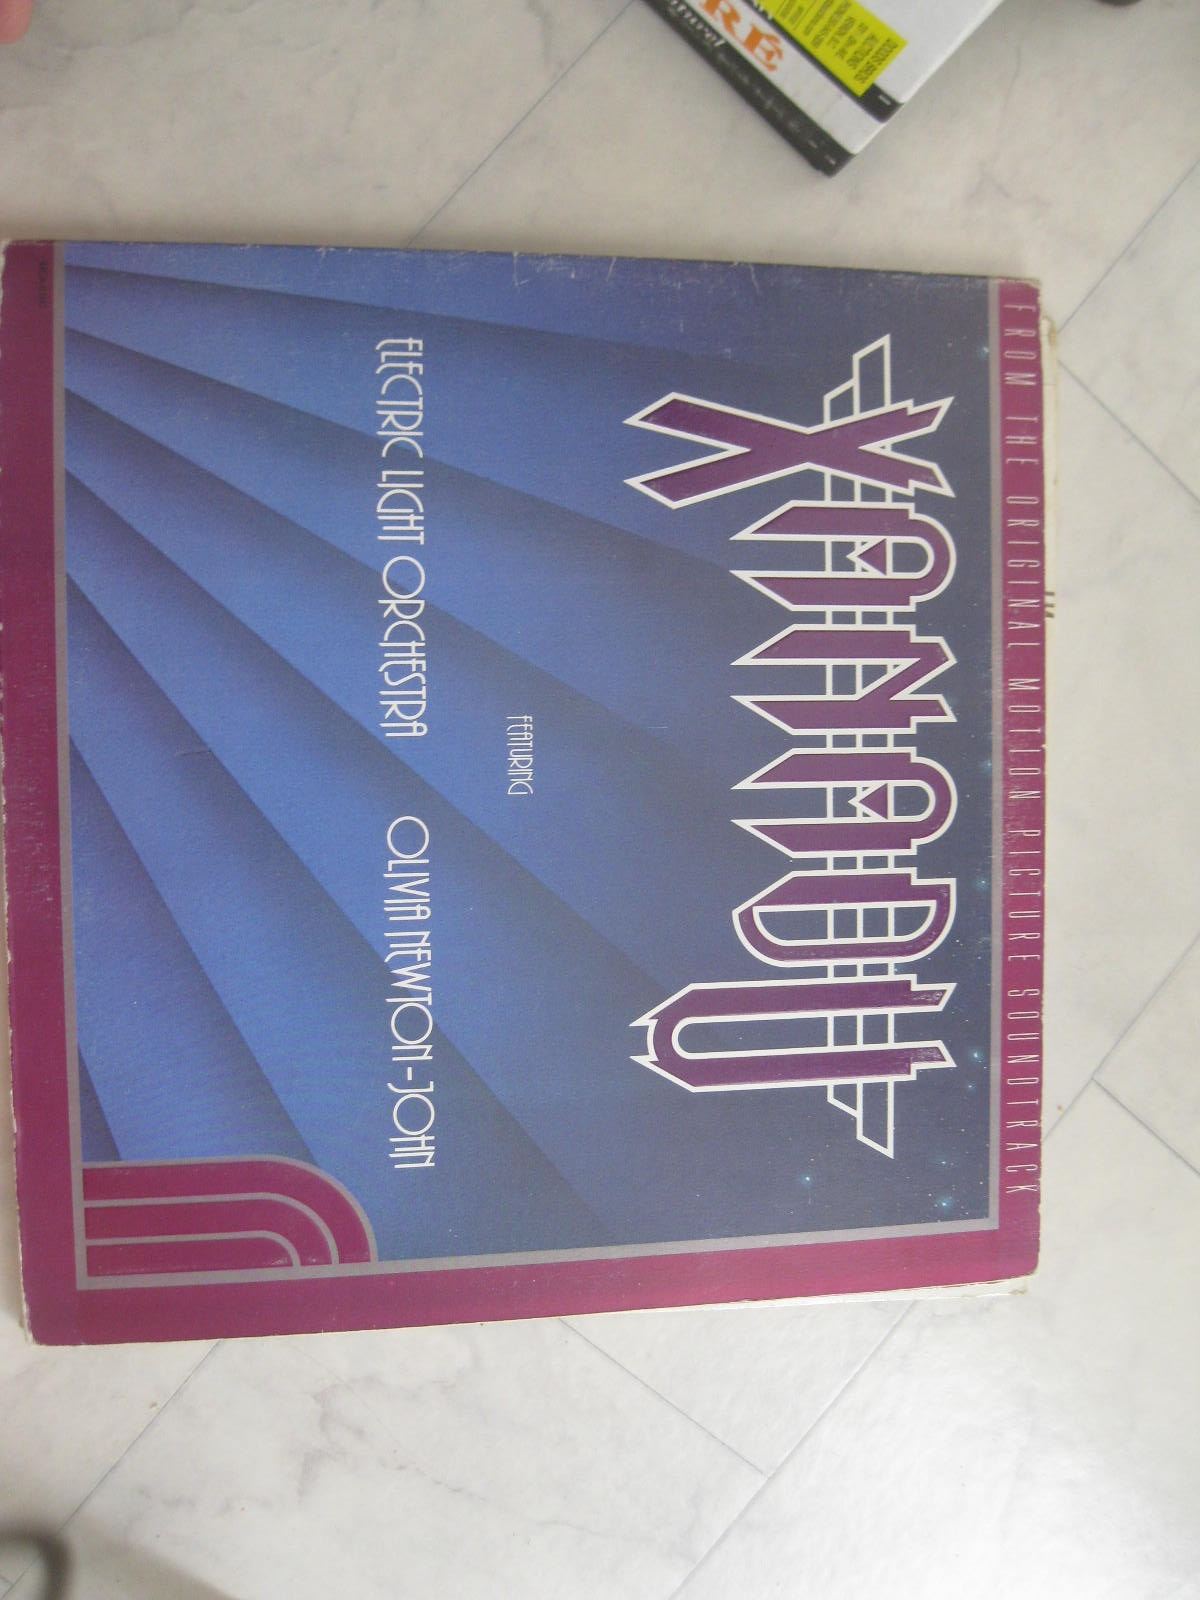 FROM THE ORIGINAL MOTION PICTURE SOUNDTRACK
XANADU
FEATURING
ELECTRIC LIGHT ORCHESTRA OLIVIA NEWTON-JOHN